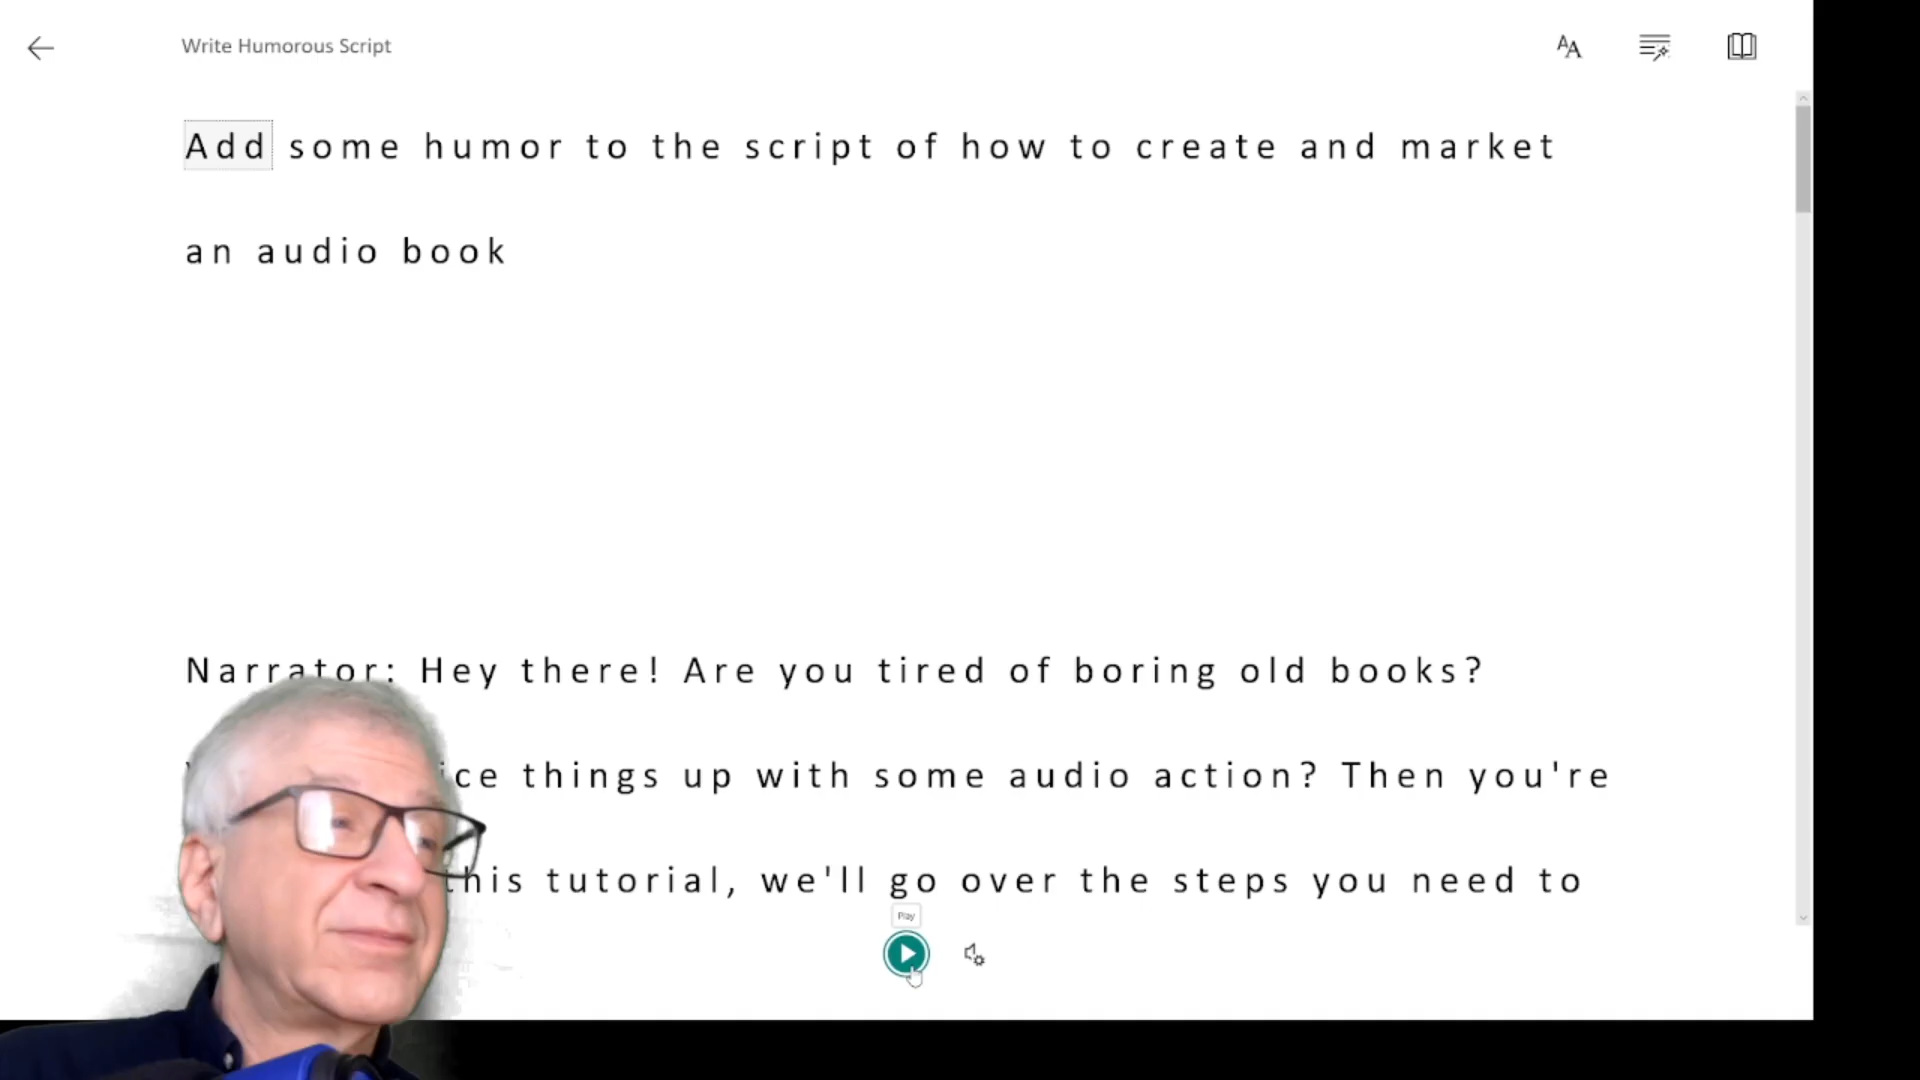 Write Humorous Script
Add some humor to the script of how to create and market
an audio book
Narrator: Hey there! Are you tired of boring old books?
things up with some audio action? Then you're
this tutorial, we'll go over the steps you need to
Play